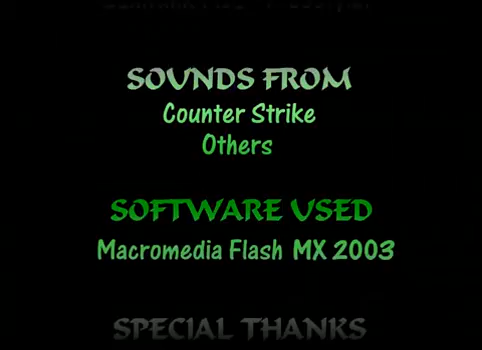 SOUNDS FROM
Counter Strike
Others
SOFTWARE USED
Macromedia Flash MX 2003
SPECIAL THANKS